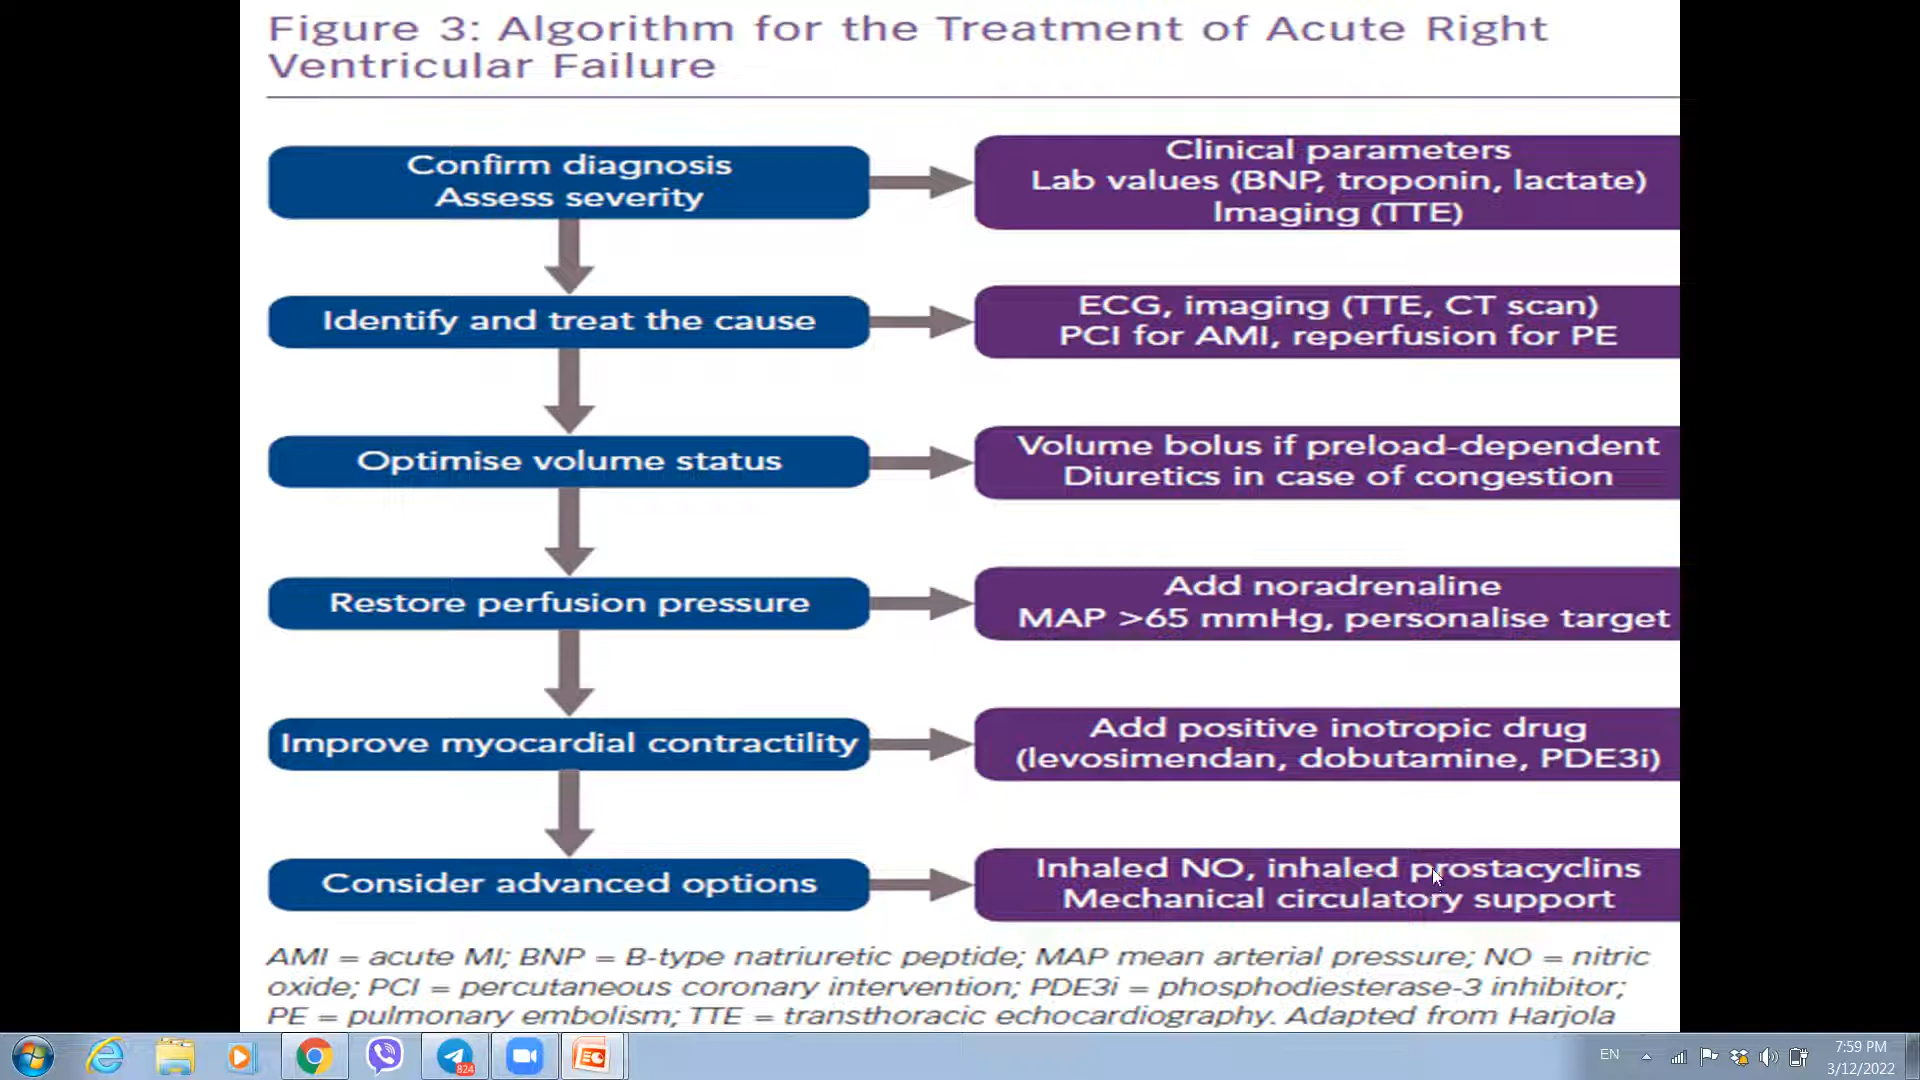 Figure 3: Algorithm for the Treatment of Acute Right
Ventricular Failure
Confirm diagnosis
Assess severity
Clinical parameters
Lab values (BNP, troponin, lactate)
Imaging (TTE)
Identify and treat the cause
ECG, imaging (TTE, CT scan)
PCI for AMI, reperfusion for PE
Optimise volume status
Volume bolus if preload-dependent
Diuretics in case of congestion
Restore perfusion pressure
Add noradrenaline
MAP >65 mmHg, personalise target
Improve myocardial contractility
Add positive inotropic drug
(levosimendan, dobutamine, PDE3i)
Consider advanced options
Inhaled NO, inhaled prostacyclins
Mechanical circulatory support
AMI = acute MI; BNP = B-type natriuretic peptide; MAP mean arterial pressure; NO = nitric
oxide; PCI = percutaneous coronary intervention; PDE3i = phosphodiesterase-3 inhibitor;
PE = pulmonary embolism; TTE = transthoracic echocardiography. Adapted from Harjola
824
EN
7:59 PM
3/12/2022